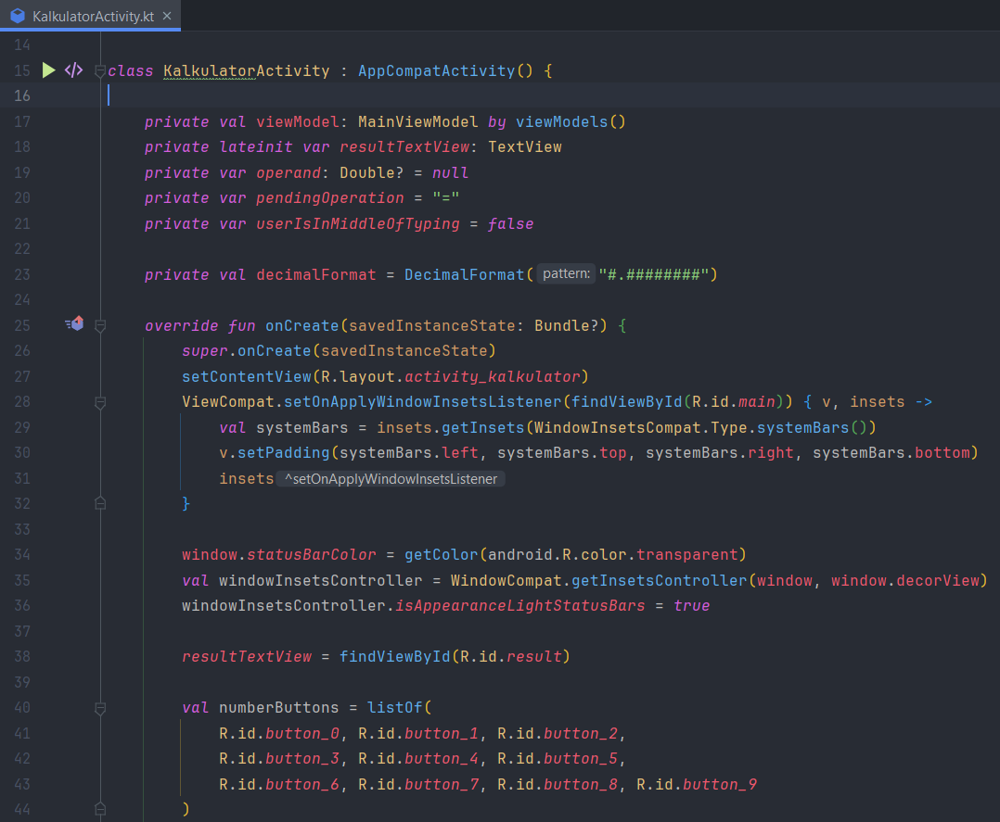 KalkulatorActivity.kt
14
15 class KalkulatorActivity : AppCompatActivity() {
16
17     private val viewModel: MainViewModel by viewModels()
18     private lateinit var resultTextView: TextView
19     private var operand: Double? = null
20     private var pendingOperation = "="
21     private var userIsInMiddleOfTyping = false
22
23     private val decimalFormat = DecimalFormat( pattern: "#.########")
24
25     override fun onCreate(savedInstanceState: Bundle?) {
26         super.onCreate(savedInstanceState)
27         setContentView(R.layout.activity_kalkulator)
28         ViewCompat.setOnApplyWindowInsetsListener(findViewById(R.id.main)) { v, insets ->
29             val systemBars = insets.getInsets(WindowInsetsCompat.Type.systemBars())
30             v.setPadding(systemBars.left, systemBars.top, systemBars.right, systemBars.bottom)
31             insets ^setOnApplyWindowInsetsListener
32         }
33
34         window.statusBarColor = getColor(android.R.color.transparent)
35         val windowInsetsController = WindowCompat.getInsetsController(window, window.decorView)
36         windowInsetsController.isAppearanceLightStatusBars = true
37
38         resultTextView = findViewById(R.id.result)
39
40         val numberButtons = listOf(
41             R.id.button_0, R.id.button_1, R.id.button_2,
42             R.id.button_3, R.id.button_4, R.id.button_5,
43             R.id.button_6, R.id.button_7, R.id.button_8, R.id.button_9
44         )